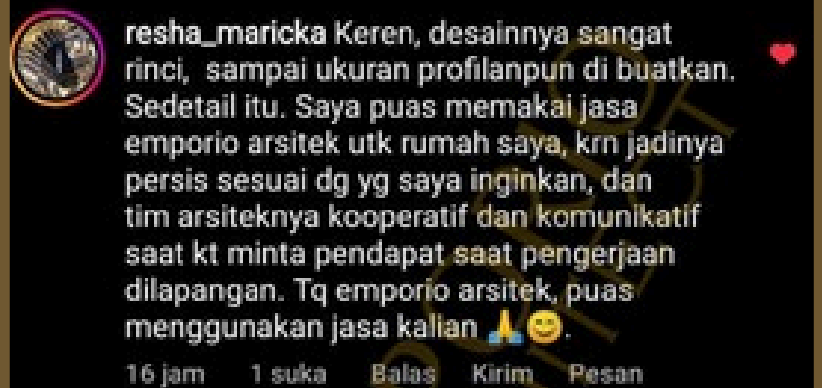 resha_maricka Keren, desainnya sangat
rinci, sampai ukuran profilanpun di buatkan.
Sedetail itu. Saya puas memakai jasa
emporio arsitek utk rumah saya, krn jadinya
persis sesuai dg yg saya inginkan, dan
tim arsiteknya kooperatif dan komunikatif
saat kt minta pendapat saat pengerjaan
dilapangan. Tq emporio arsitek, puas
menggunakan jasa kalian 🙏😊.
16 jam 1 suka Balas Kirim Pesan